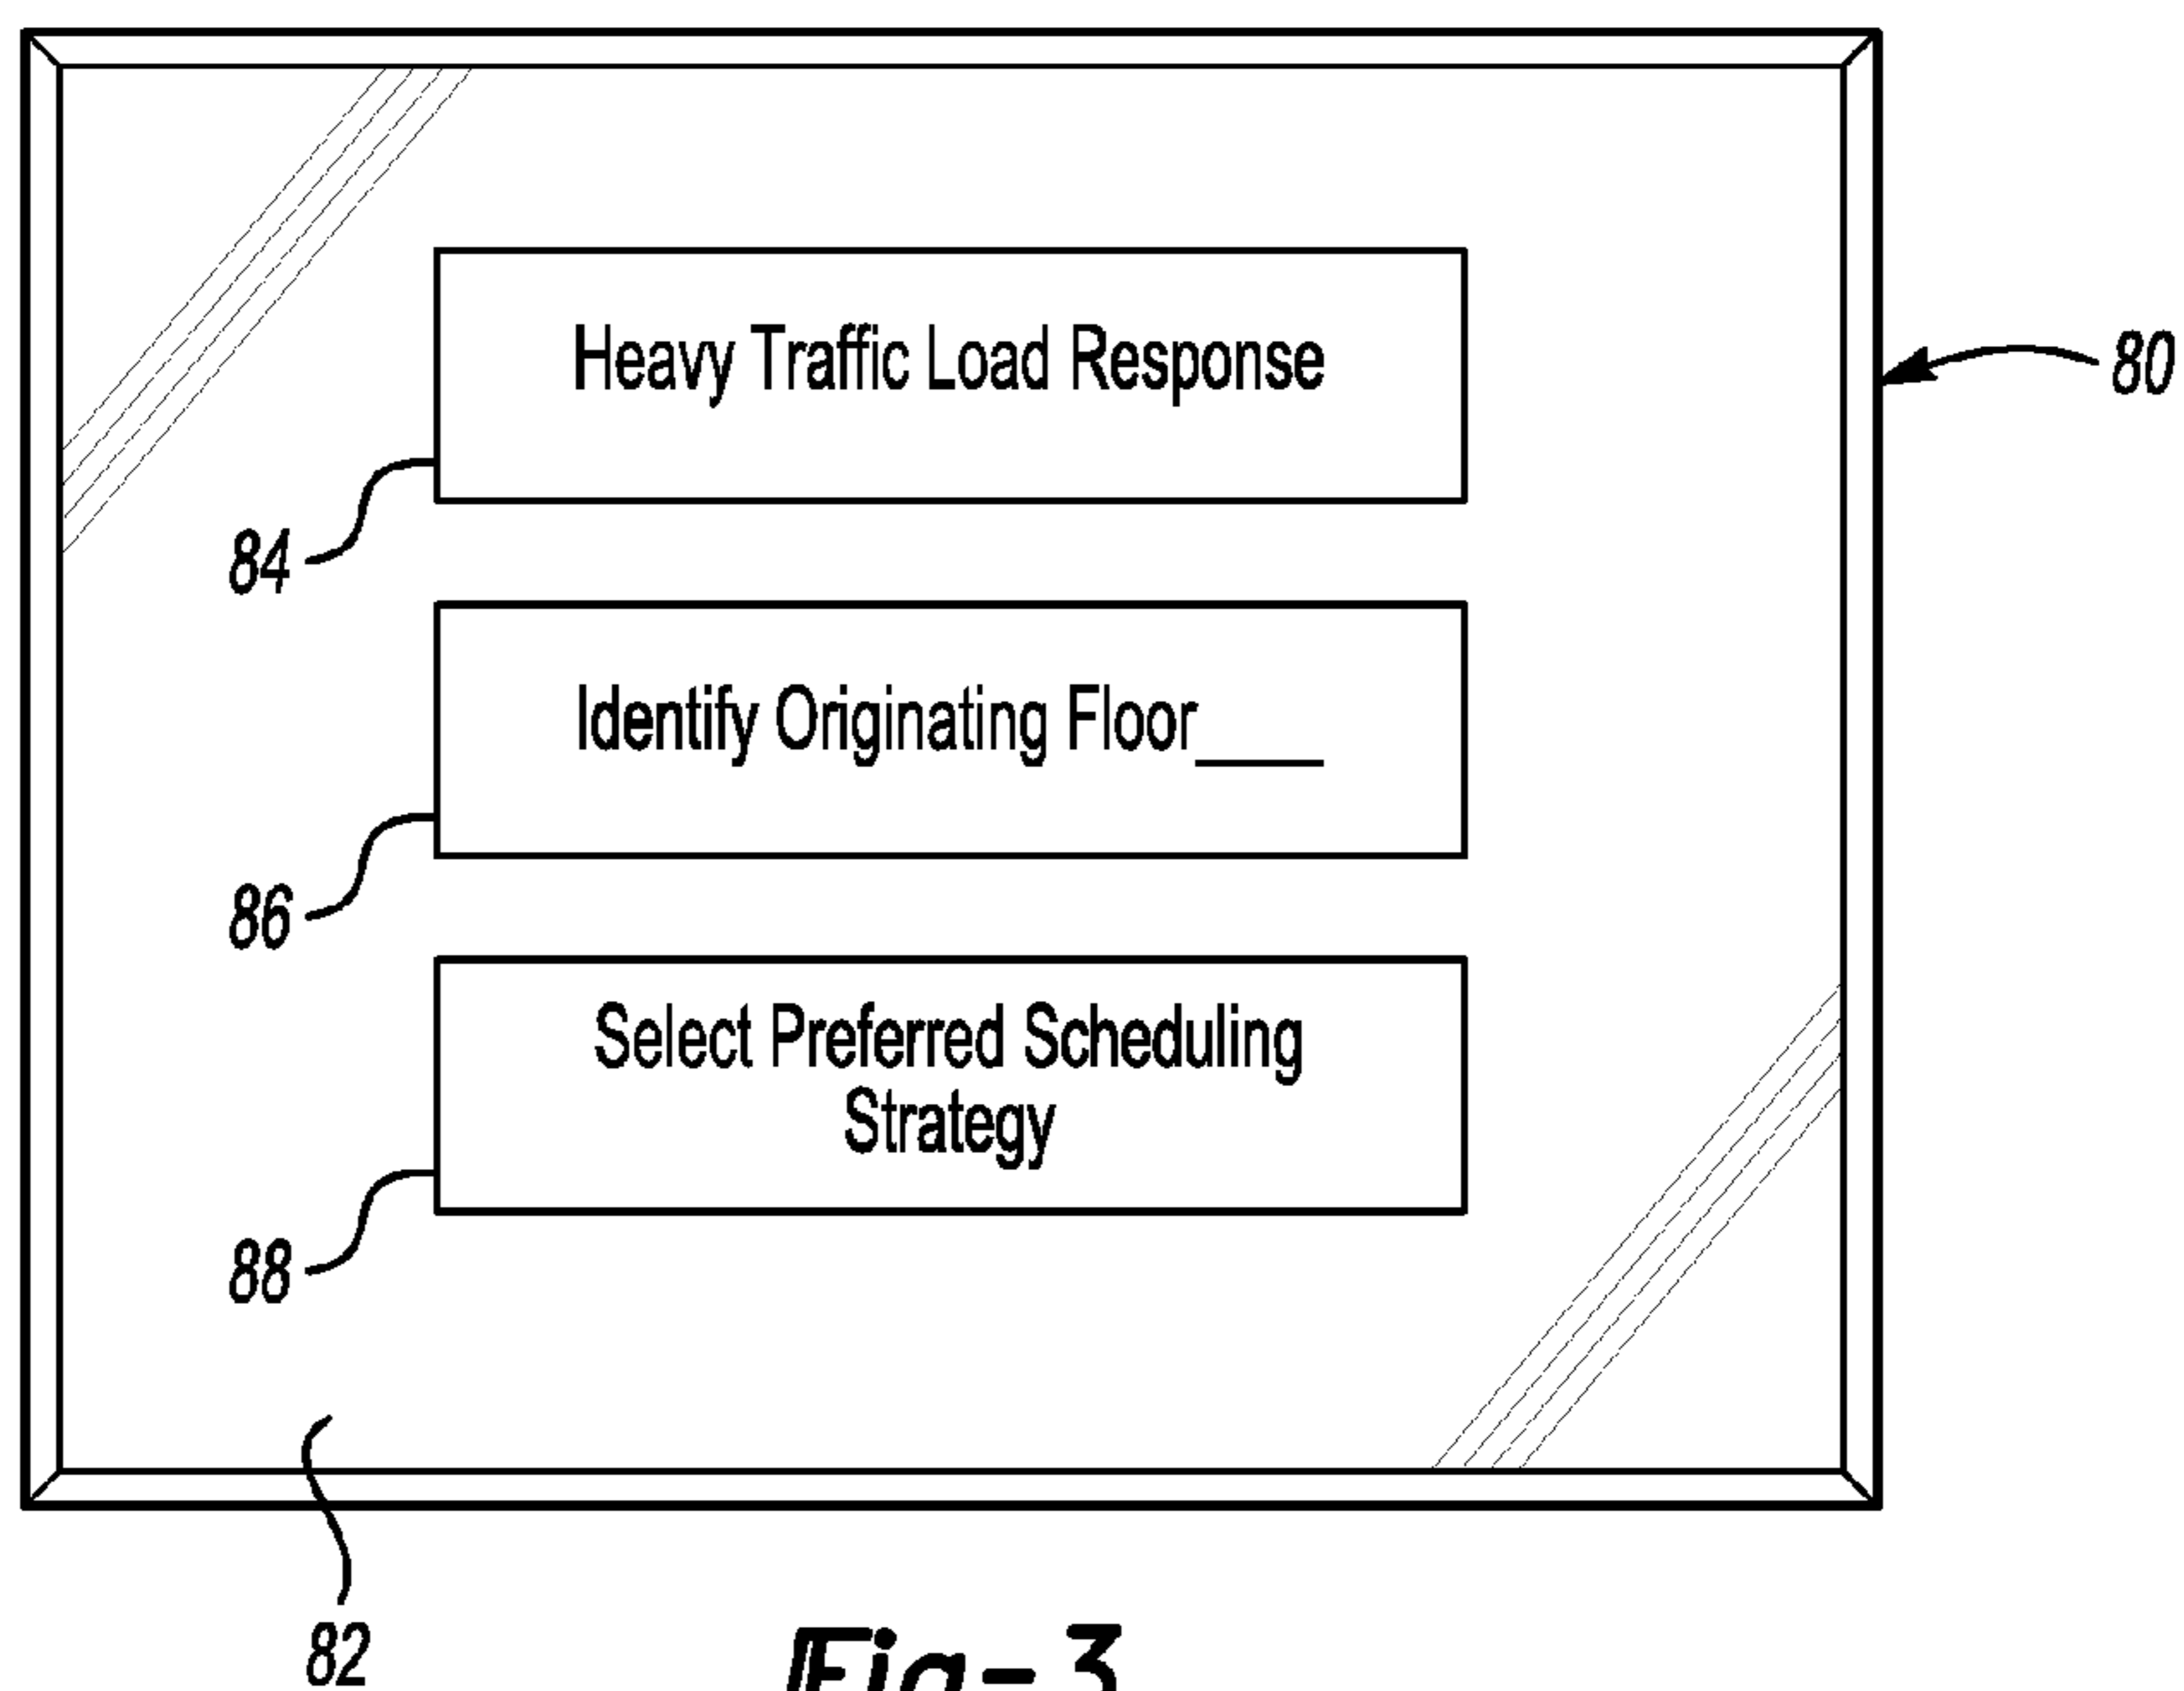 Heavy Traffic Load Response
80
84
Identify Originating Floor____
86
Select Preferred Scheduling
Strategy
88
82
Fig-3